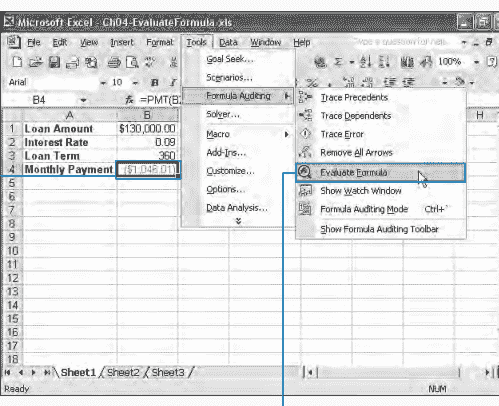 Microsoft Excel - Ch04-EvaluateFormula.xls
File Edit View Insert Format Tools Data Window Help
100%
Arial 10 B I
B4 fx =PMT(B
Goal Seek...
Scenarios...
Formula Auditing
Solver...
Macro
Add-Ins...
Customize...
Options...
Data Analysis...
Trace Precedents
Trace Dependents
Trace Error
Remove All Arrows
Evaluate Formula
Show Watch Window
Formula Auditing Mode Ctrl+`
Show Formula Auditing Toolbar
A B H
1 Loan Amount $130,000.00
2 Interest Rate 0.09
3 Loan Term 360
4 Monthly Payment ($1,046.01)
5
6
7
8
9
10
11
12
13
14
15
16
17
18
Sheet1 / Sheet2 / Sheet3 /
Ready NUM